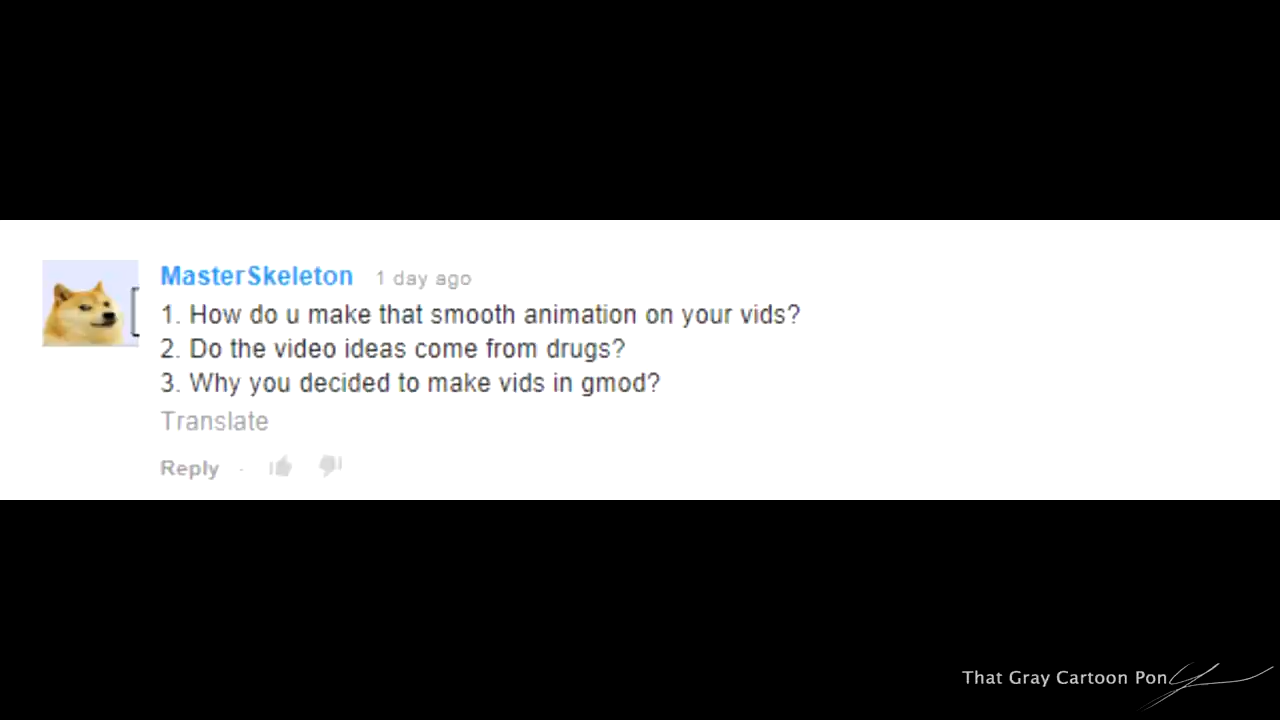 MasterSkeleton 1 day ago
1. How do u make that smooth animation on your vids?
2. Do the video ideas come from drugs?
3. Why you decided to make vids in gmod?
Translate
Reply ·
That Gray Cartoon Pony